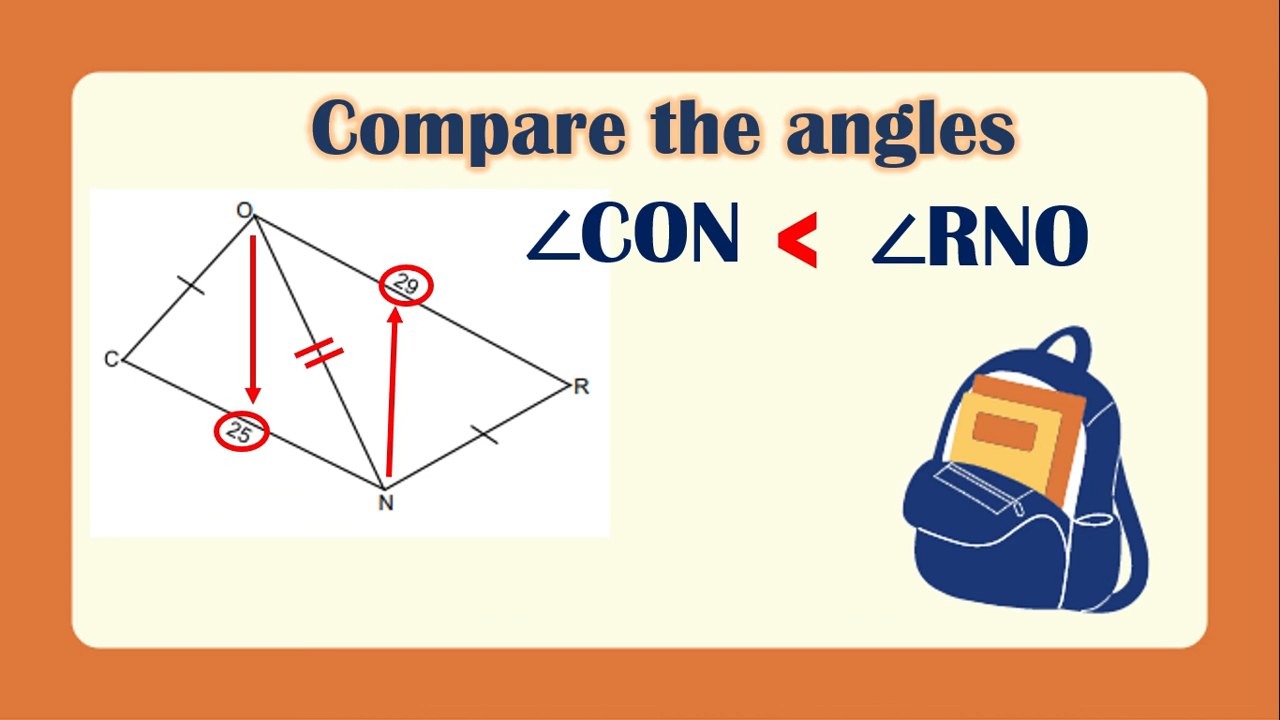 Compare the angles
∠CON < ∠RNO
O
29
C
R
25
N